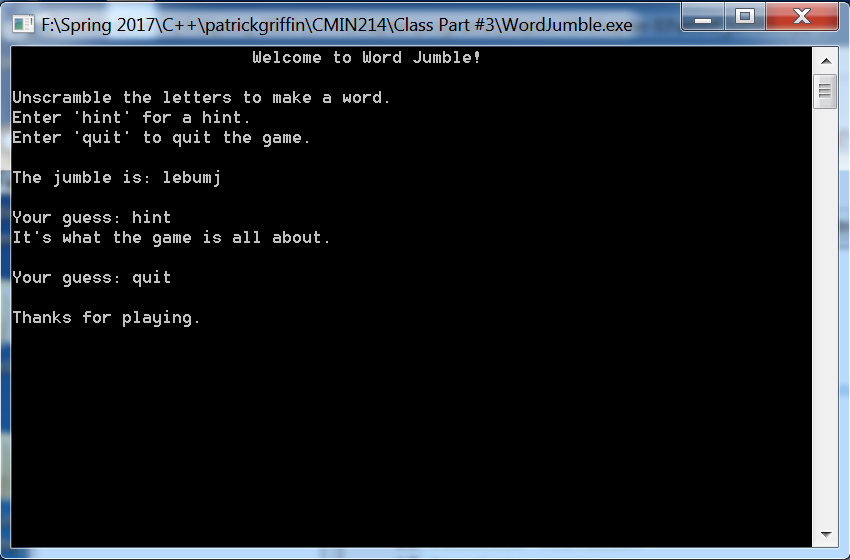 F:\Spring 2017\C++\patrickgriffin\CMIN214\Class Part #3\WordJumble.exe
Welcome to Word Jumble!
Unscramble the letters to make a word.
Enter 'hint' for a hint.
Enter 'quit' to quit the game.
The jumble is: lebumj
Your guess: hint
It's what the game is all about.
Your guess: quit
Thanks for playing.